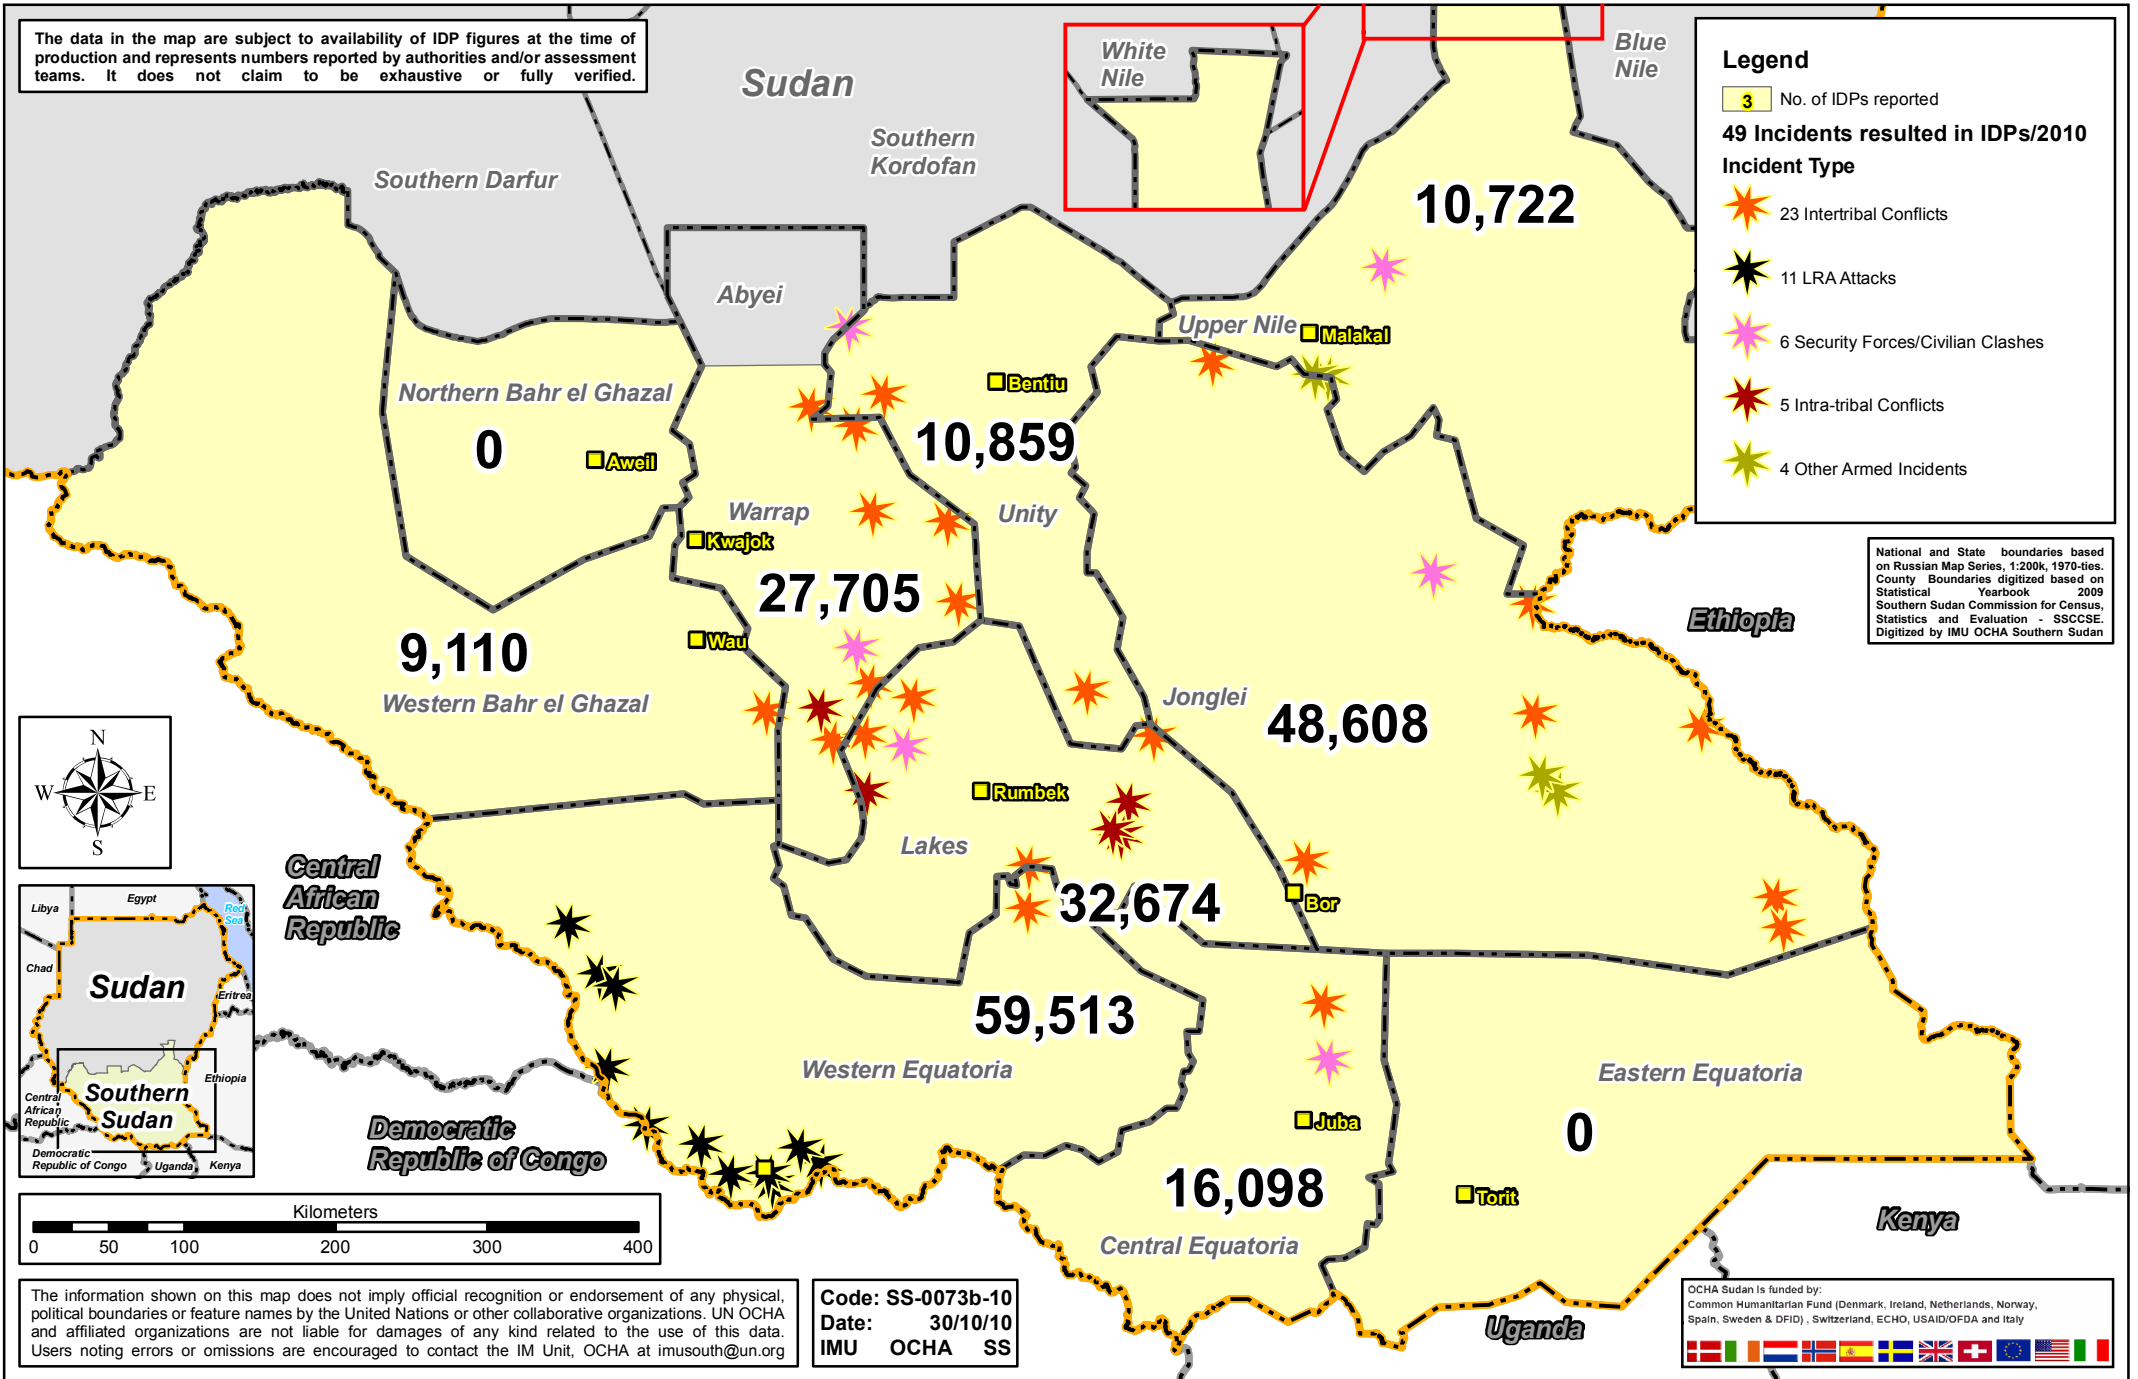 The data in the map are subject to availability of IDP figures at the time of
production and represents numbers reported by authorities and/or assessment
teams. It does not claim to be exhaustive or fully verified.
Sudan
Southern Darfur
Southern
Kordofan
White
Nile
Blue
Nile
Abyei
10,722
Upper Nile
Malakal
Northern Bahr el Ghazal
0
Aweil
Bentiu
10,859
Unity
Warrap
Kwajok
27,705
Wau
9,110
Western Bahr el Ghazal
Jonglei
48,608
Ethiopia
Rumbek
Lakes
32,674
Bor
Central
African
Republic
59,513
Western Equatoria
Democratic
Republic of Congo
Juba
16,098
Central Equatoria
Eastern Equatoria
0
Torit
Kenya
Uganda
Legend
3 No. of IDPs reported
49 Incidents resulted in IDPs/2010
Incident Type
23 Intertribal Conflicts
11 LRA Attacks
6 Security Forces/Civilian Clashes
5 Intra-tribal Conflicts
4 Other Armed Incidents
National and State boundaries based
on Russian Map Series, 1:200k, 1970-ties.
County Boundaries digitized based on
Statistical Yearbook 2009
Southern Sudan Commission for Census,
Statistics and Evaluation - SSCCSE.
Digitized by IMU OCHA Southern Sudan
N
W E
S
Libya
Egypt
Red
Sea
Chad
Sudan
Eritrea
Ethiopia
Southern
Sudan
Central
African
Republic
Democratic
Republic of Congo
Uganda
Kenya
Kilometers
0 50 100 200 300 400
The information shown on this map does not imply official recognition or endorsement of any physical,
political boundaries or feature names by the United Nations or other collaborative organizations. UN OCHA
and affiliated organizations are not liable for damages of any kind related to the use of this data.
Users noting errors or omissions are encouraged to contact the IM Unit, OCHA at imusouth@un.org
Code: SS-0073b-10
Date: 30/10/10
IMU OCHA SS
OCHA Sudan is funded by:
Common Humanitarian Fund (Denmark, Ireland, Netherlands, Norway,
Spain, Sweden & DFID) , Switzerland, ECHO, USAID/OFDA and Italy